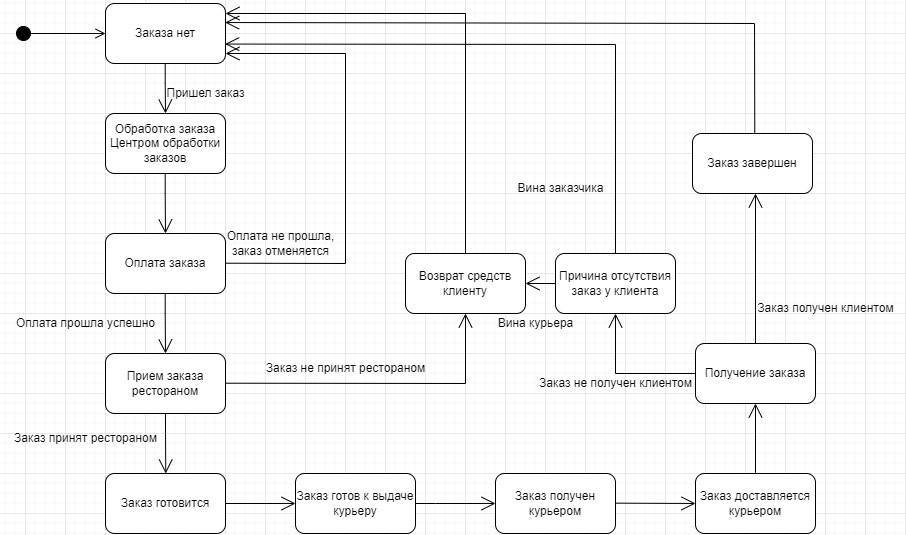 Заказа нет
Пришел заказ
Обработка заказа
Центром обработки
заказов
Заказ завершен
Вина заказчика
Оплата не прошла,
заказ отменяется
Оплата заказа
Возврат средств
клиенту
Причина отсутствия
заказ у клиента
Заказ получен клиентом
Оплата прошла успешно
Вина курьера
Прием заказа
рестораном
Заказ не принят рестораном
Заказ не получен клиентом
Получение заказа
Заказ принят рестораном
Заказ готовится
Заказ готов к выдаче
курьеру
Заказ получен
курьером
Заказ доставляется
курьером